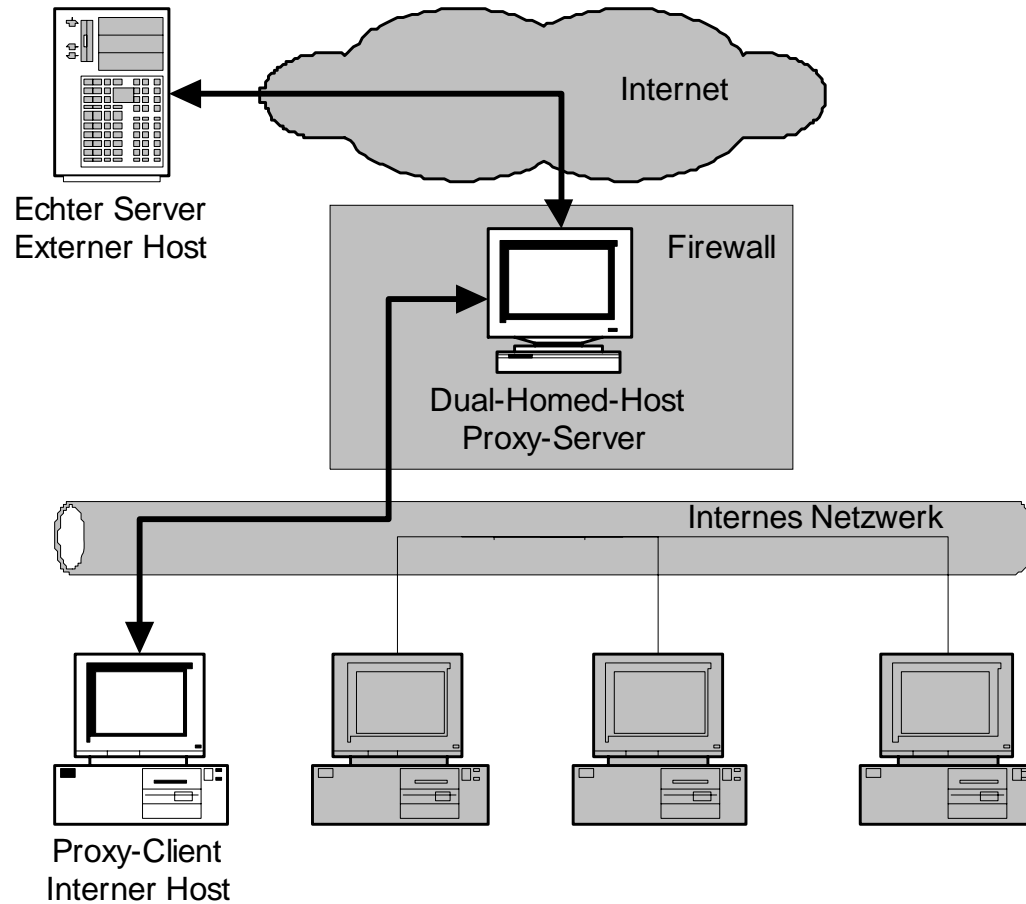 Internet
Echter Server
Externer Host
Firewall
Dual-Homed-Host
Proxy-Server
Internes Netzwerk
Proxy-Client
Interner Host